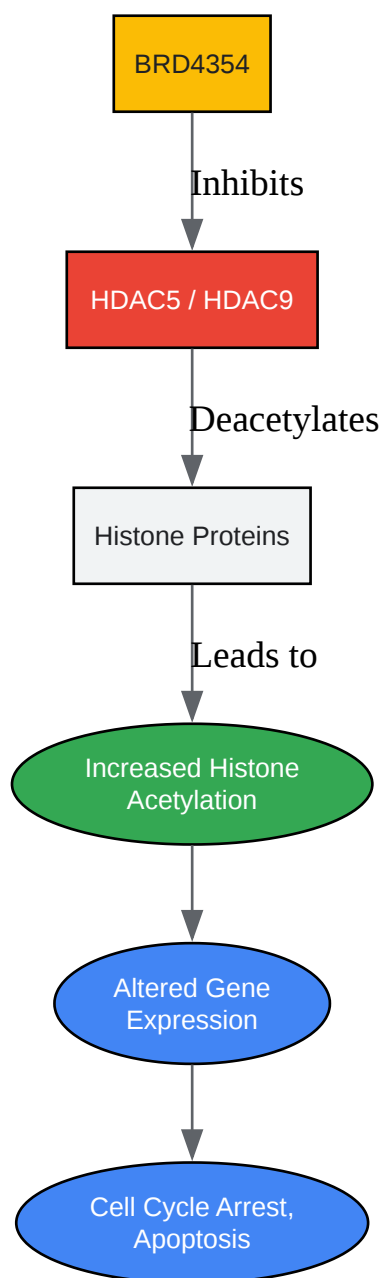 BRD4354
Inhibits
HDAC5 / HDAC9
Deacetylates
Histone Proteins
Leads to
Increased Histone
Acetylation
Altered Gene
Expression
Cell Cycle Arrest,
Apoptosis